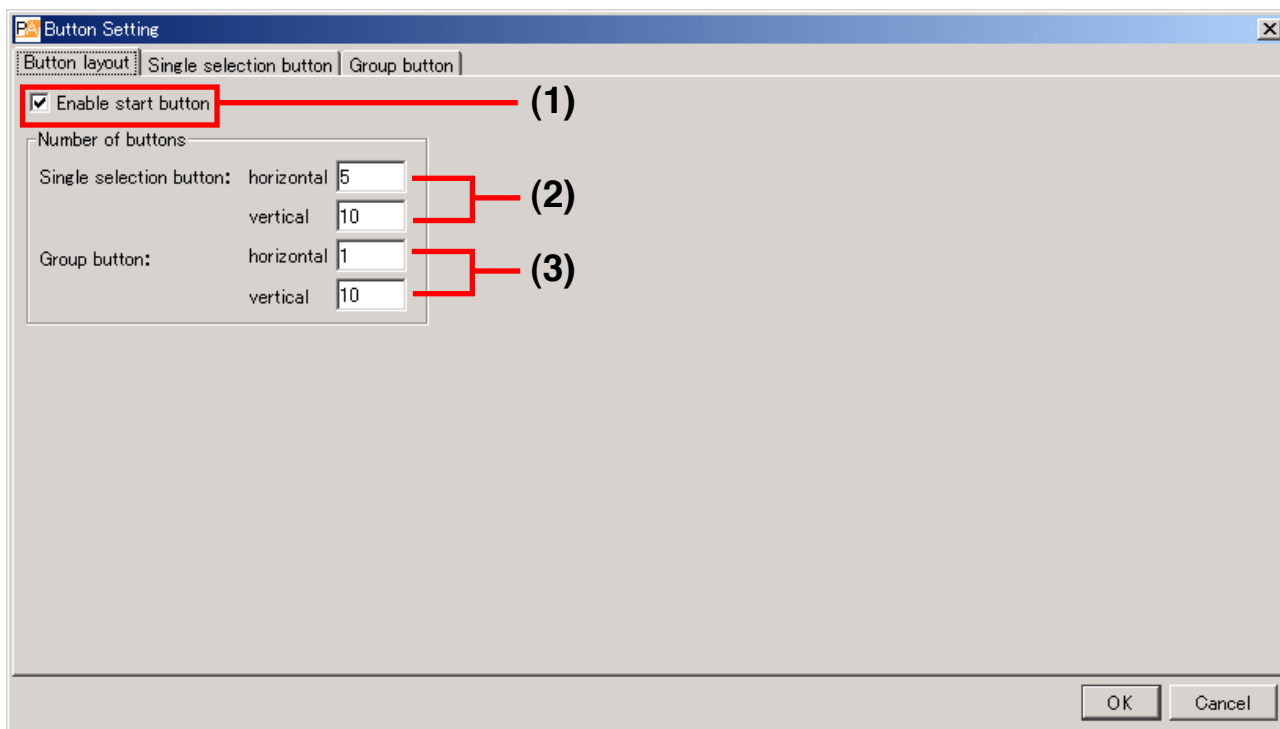 PA Button Setting
Button layout Single selection button Group button
Enable start button (1)
Number of buttons
Single selection button: horizontal 5
(2)
vertical 10
Group button: horizontal 1
(3)
vertical 10
OK Cancel